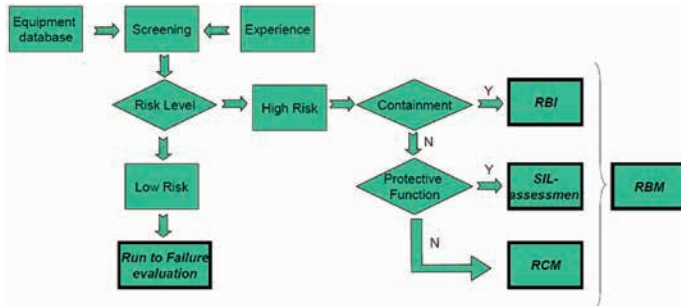 Equipment
database
Screening
Experience
Risk Level
High Risk
Containment
Y
RBI
N
Low Risk
Protective
Function
Y
SIL-
assessmen
RBM
Run to Failure
evaluation
N
RCM